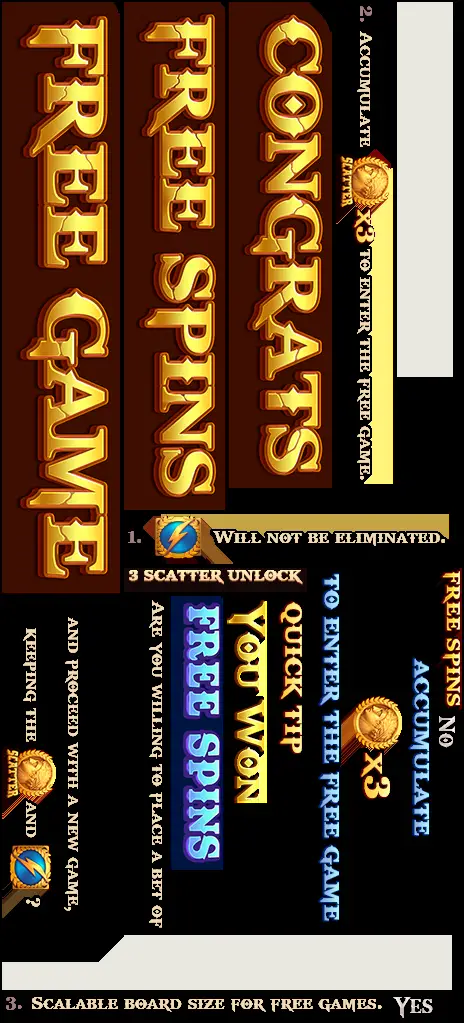 FREE GAME
FREE SPINS
CONGRATS
2. ACCUMULATE SCATTER X3 TO ENTER THE FREE GAME.
1. WILL NOT BE ELIMINATED.
3 SCATTER UNLOCK
FREE SPINS
No
ACCUMULATE
X3
TO ENTER THE FREE GAME
QUICK TIP
YOU WON
FREE SPINS
ARE YOU WILLING TO PLACE A BET OF
AND PROCEED WITH A NEW GAME,
KEEPING THE SCATTER AND ?
3. SCALABLE BOARD SIZE FOR FREE GAMES.
YES